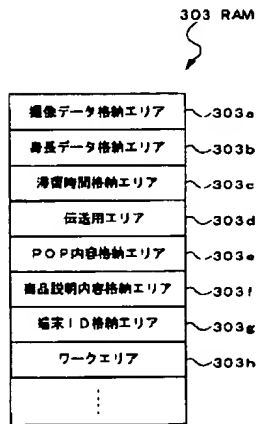 303 RAM
撮像データ格納エリア 303a
身長データ格納エリア 303b
滞留時間格納エリア 303c
伝送用エリア 303d
POP内容格納エリア 303e
商品説明内容格納エリア 303f
端末ID格納エリア 303g
ワークエリア 303h